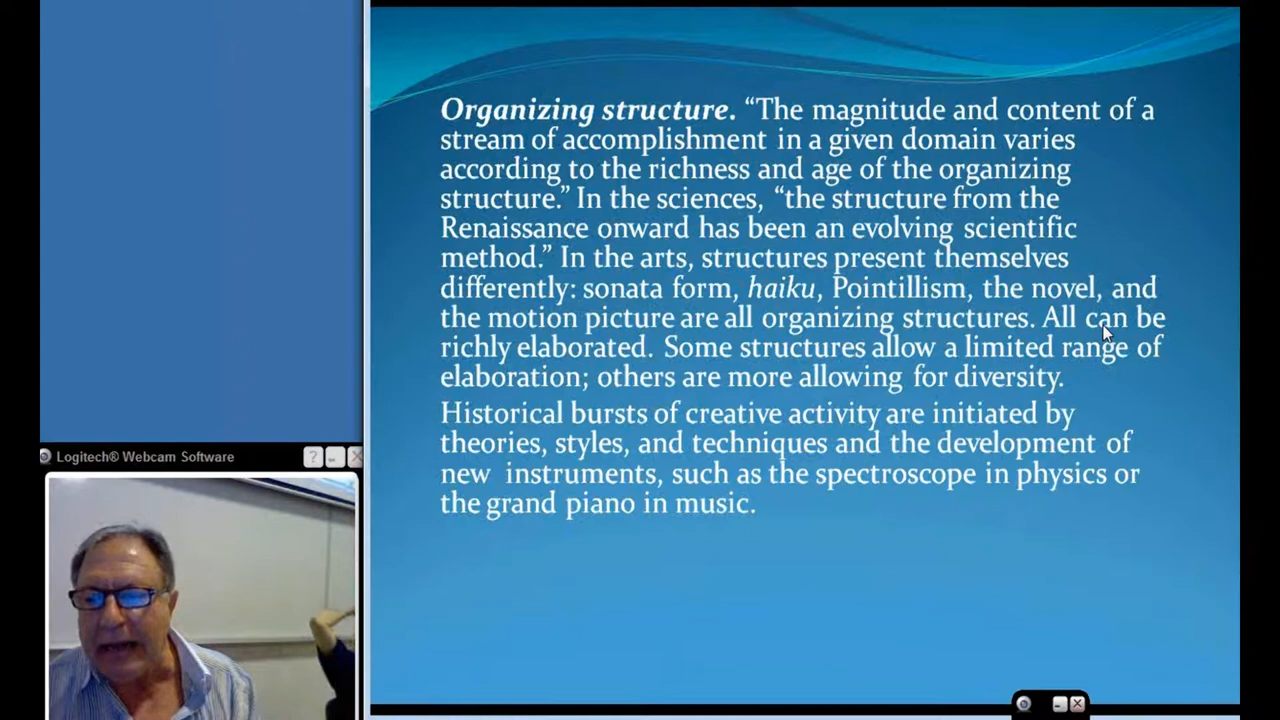 Organizing structure. “The magnitude and content of a
stream of accomplishment in a given domain varies
according to the richness and age of the organizing
structure.” In the sciences, “the structure from the
Renaissance onward has been an evolving scientific
method.” In the arts, structures present themselves
differently: sonata form, haiku, Pointillism, the novel, and
the motion picture are all organizing structures. All can be
richly elaborated. Some structures allow a limited range of
elaboration; others are more allowing for diversity.
Historical bursts of creative activity are initiated by
theories, styles, and techniques and the development of
new instruments, such as the spectroscope in physics or
the grand piano in music.
Logitech® Webcam Software